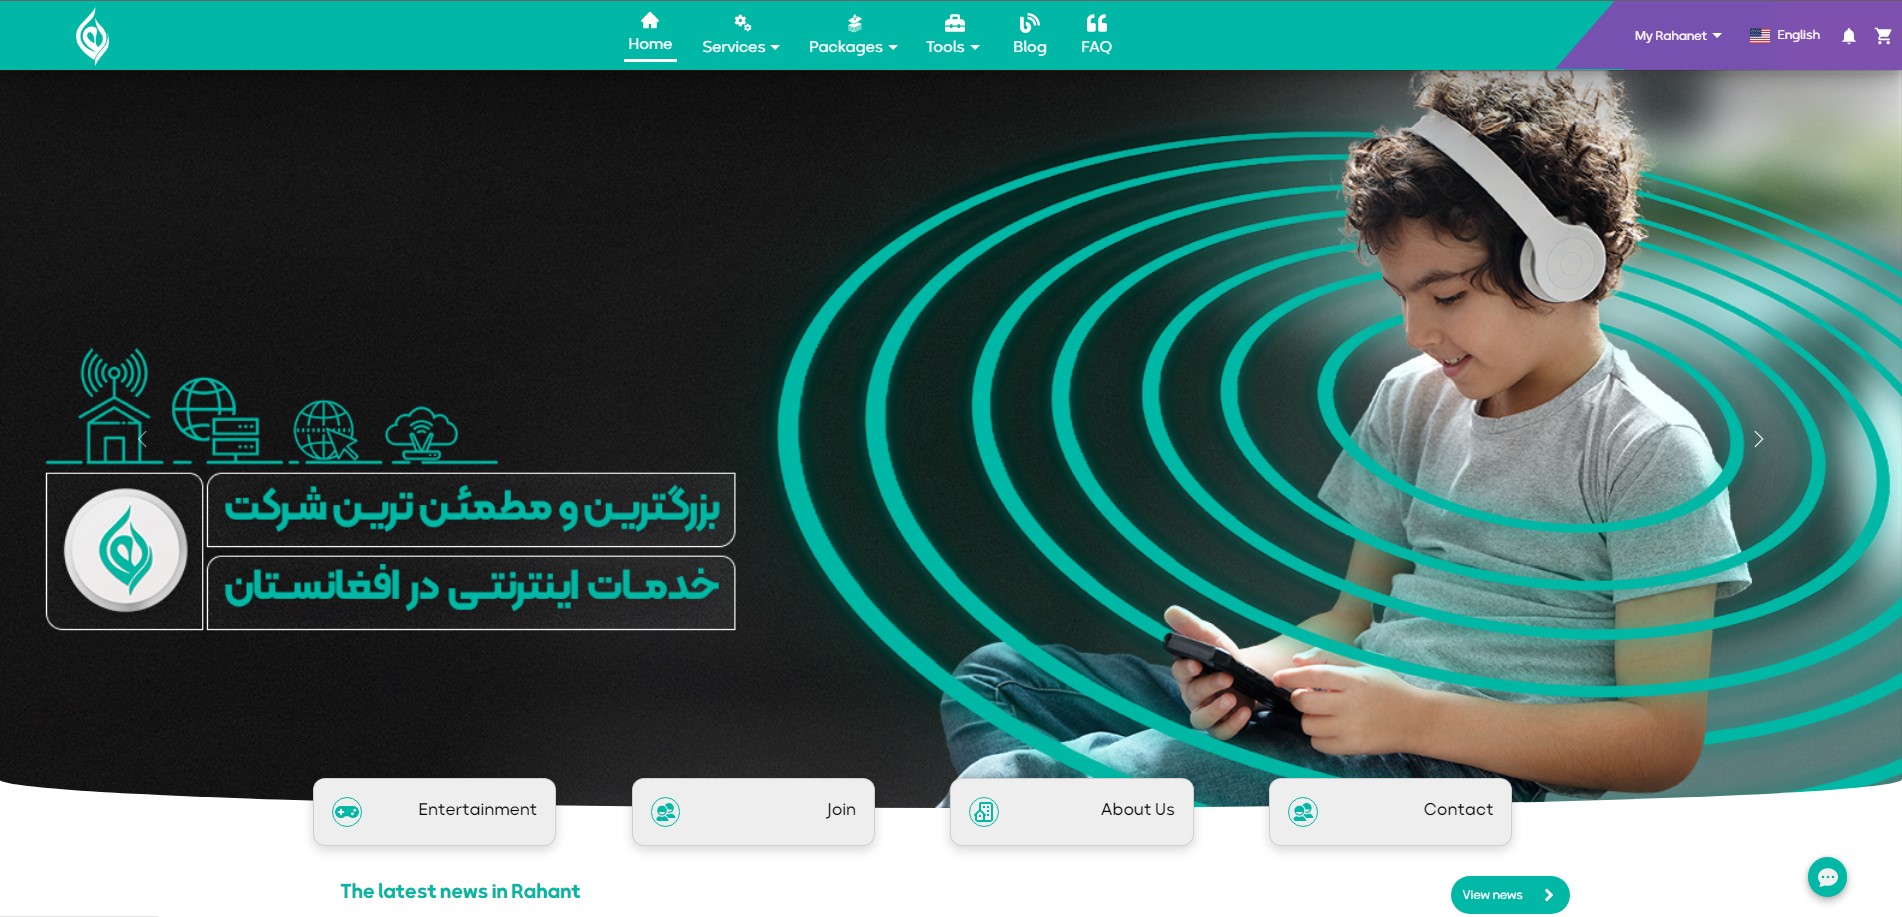 Home
Services
Packages
Tools
Blog
FAQ
My Rahanet
English
بزرگترین و مطمئن ترین شرکت
خدمات اینترنتی در افغانستان
Entertainment
Join
About Us
Contact
The latest news in Rahant
View news